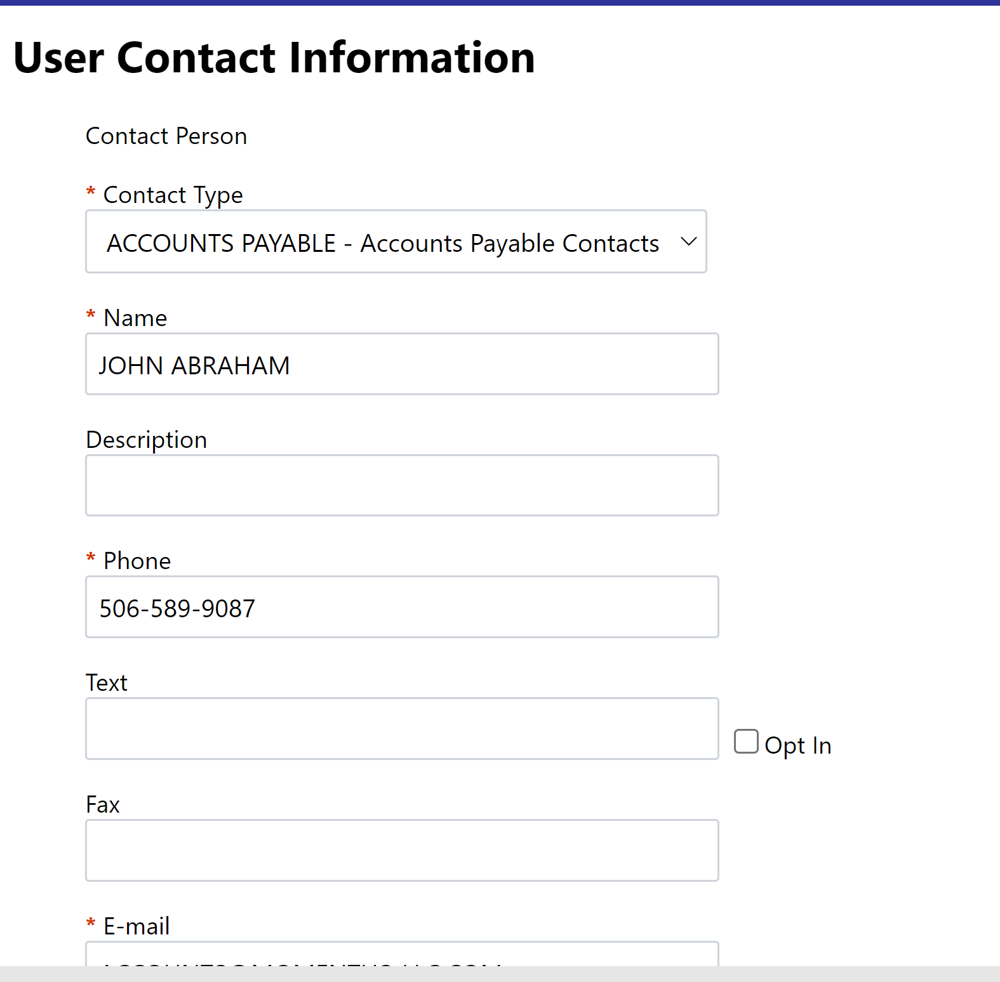 User Contact Information
Contact Person
* Contact Type
ACCOUNTS PAYABLE - Accounts Payable Contacts
* Name
JOHN ABRAHAM
Description
* Phone
506-589-9087
Text
Opt In
Fax
* E-mail